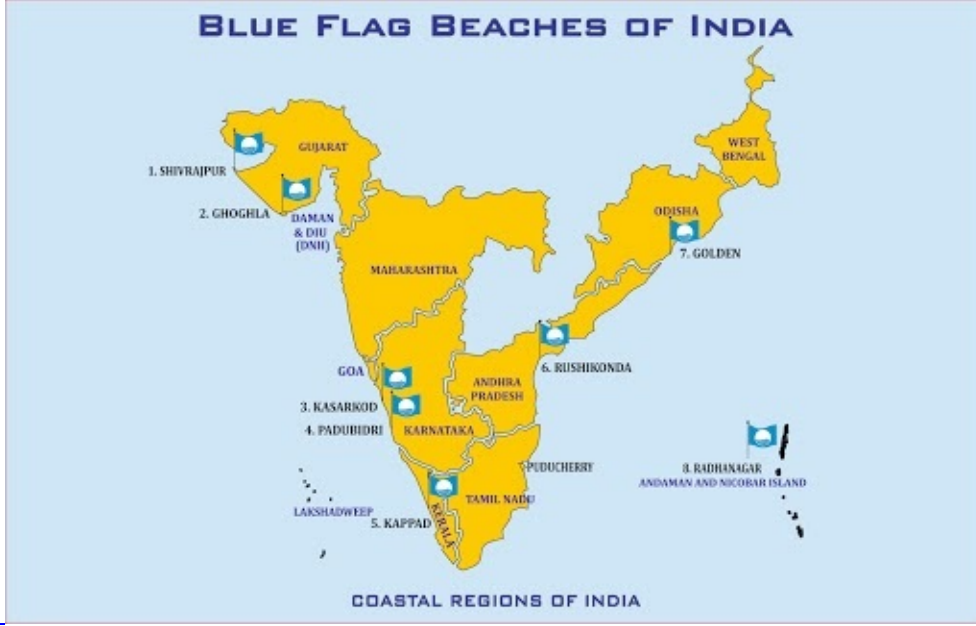 BLUE FLAG BEACHES OF INDIA
GUJARAT
1. SHIVRAJPUR
2. GHOGHLA
DAMAN
& DIU
(DNH)
WEST
BENGAL
ODISHA
7. GOLDEN
MAHARASHTRA
6. RUSHIKONDA
GOA
ANDHRA
PRADESH
3. KASARKOD
4. PADUBIDRI
KARNATAKA
PUDUCHERRY
8. RADHANAGAR
ANDAMAN AND NICOBAR ISLAND
TAMIL NADU
LAKSHADWEEP
5. KAPPAD
KERALA
COASTAL REGIONS OF INDIA